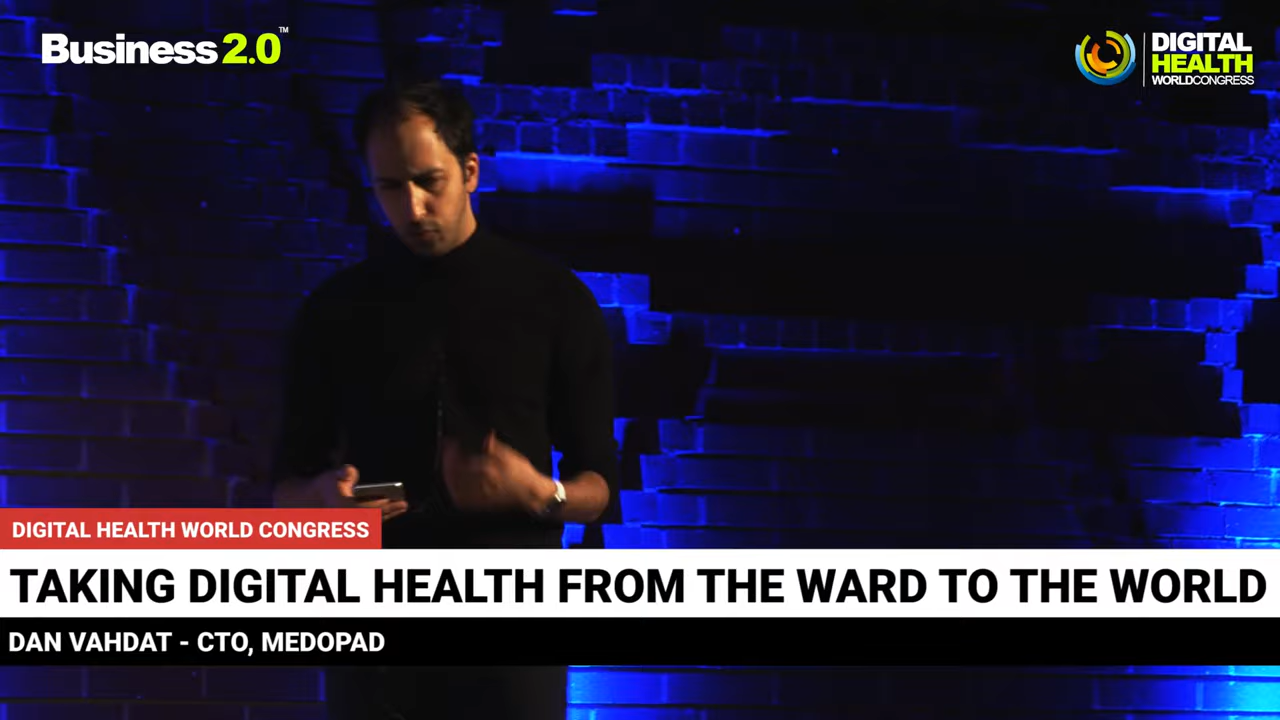 Business 2.0™
DIGITAL
HEALTH
WORLDCONGRESS
DIGITAL HEALTH WORLD CONGRESS
TAKING DIGITAL HEALTH FROM THE WARD TO THE WORLD
DAN VAHDAT - CTO, MEDOPAD